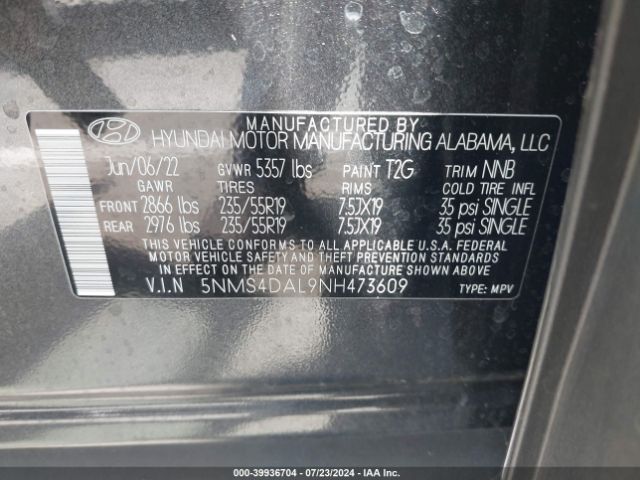 MANUFACTURED BY
HYUNDAI MOTOR MANUFACTURING ALABAMA, LLC
Jun/06/22 GVWR 5357 lbs PAINT T2G TRIM NNB
GAWR TIRES RIMS COLD TIRE INFL
FRONT 2866 lbs 235/55R19 7.5JX19 35 psi SINGLE
REAR 2976 lbs 235/55R19 7.5JX19 35 psi SINGLE
THIS VEHICLE CONFORMS TO ALL APPLICABLE U.S.A. FEDERAL
MOTOR VEHICLE SAFETY AND THEFT PREVENTION STANDARDS
IN EFFECT ON THE DATE OF MANUFACTURE SHOWN ABOVE
V.I.N 5NMS4DAL9NH473609 TYPE: MPV
000-39936704 - 07/23/2024 - IAAI.com